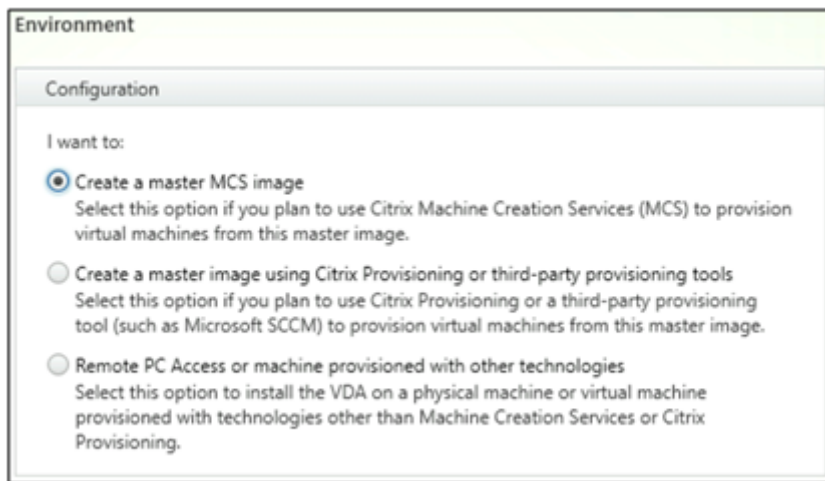 Environment
Configuration
I want to:
Create a master MCS image
Select this option if you plan to use Citrix Machine Creation Services (MCS) to provision
virtual machines from this master image.
Create a master image using Citrix Provisioning or third-party provisioning tools
Select this option if you plan to use Citrix Provisioning or a third-party provisioning
tool (such as Microsoft SCCM) to provision virtual machines from this master image.
Remote PC Access or machine provisioned with other technologies
Select this option to install the VDA on a physical machine or virtual machine
provisioned with technologies other than Machine Creation Services or Citrix
Provisioning.